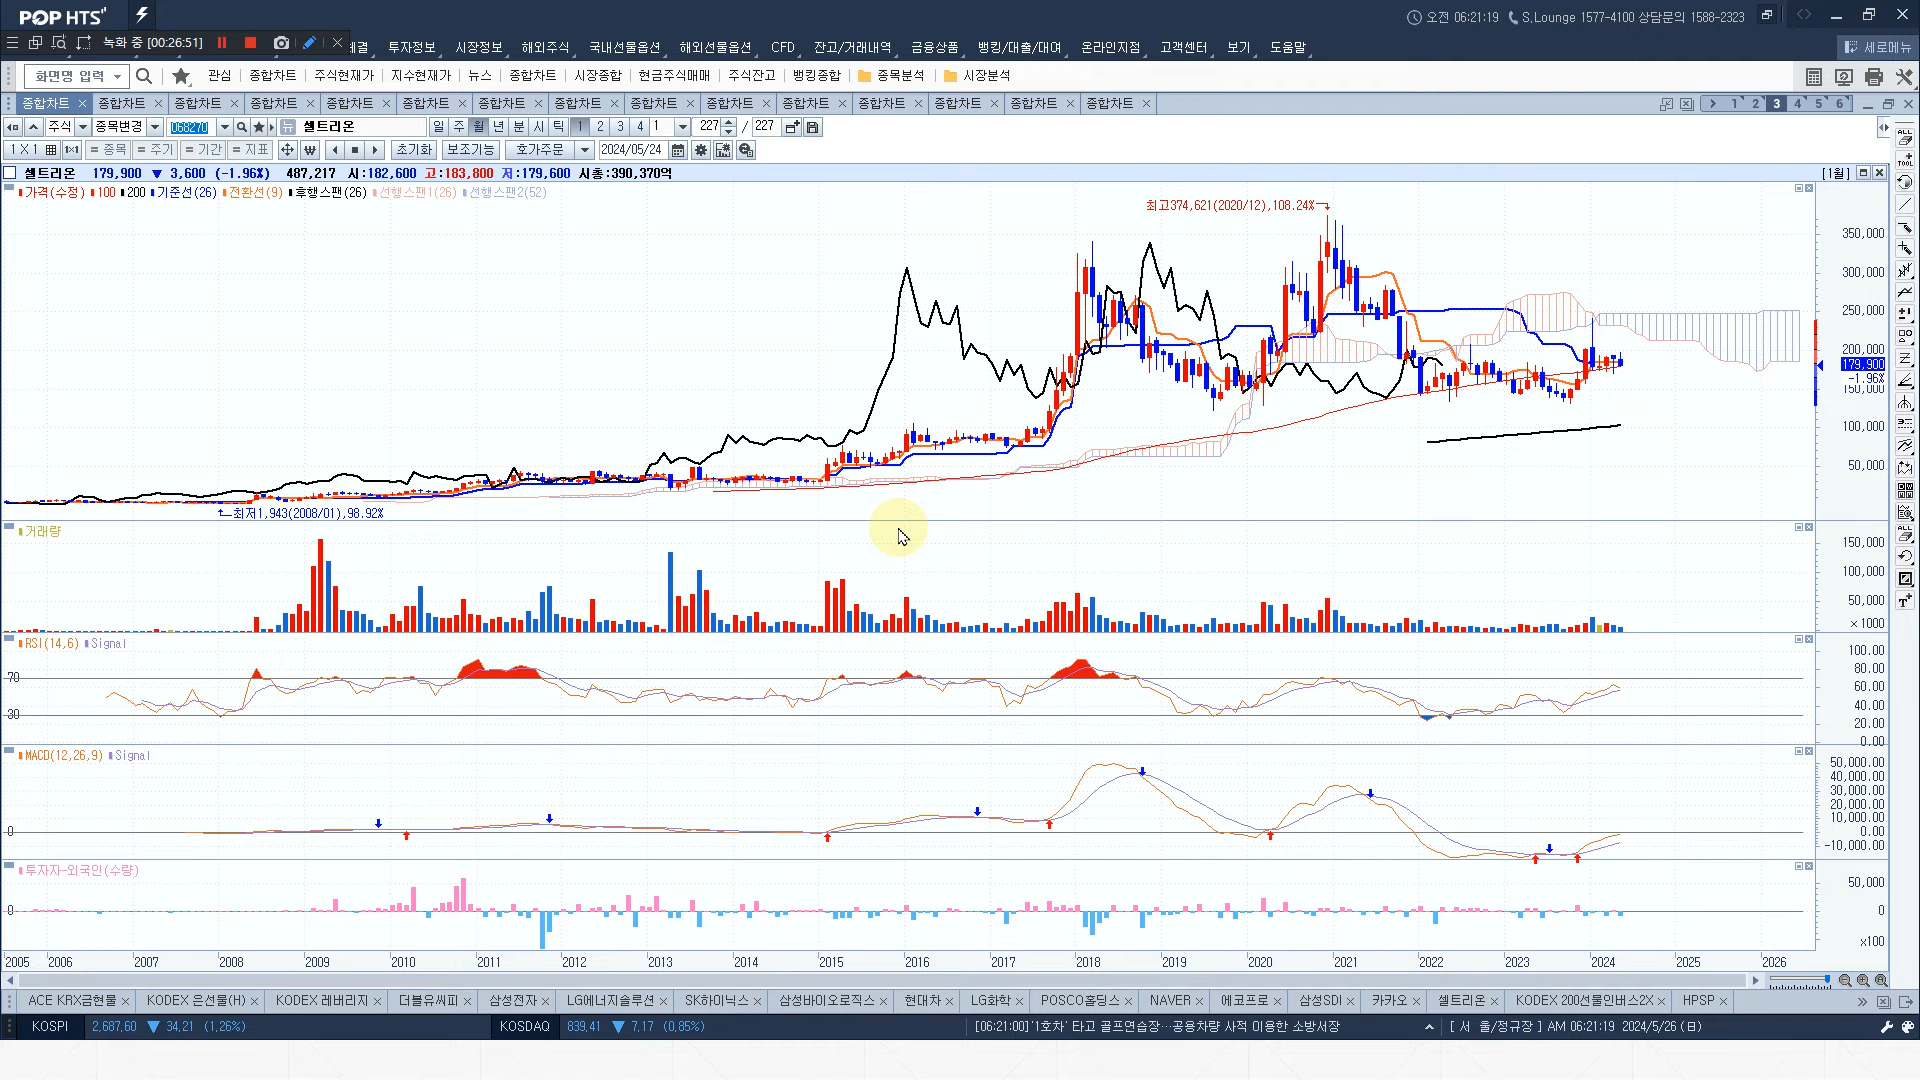 POP HTS
오전 06:21:19 S,Lounge 1577-4100 상담문의 1588-2323
녹화 중 [00:26:51] 체결 투자정보 시장정보 해외주식 국내선물옵션 해외선물옵션 CFD 잔고/거래내역 금융상품 뱅킹/대출/대여 온라인지점 고객센터 보기 도움말 세로메뉴
화면명 입력 관심 종합차트 주식현재가 지수현재가 뉴스 종합차트 시장종합 현금주식매매 주식잔고 뱅킹종합 종목분석 시장분석
종합차트 종합차트 종합차트 종합차트 종합차트 종합차트 종합차트 종합차트 종합차트 종합차트 종합차트 종합차트 종합차트 종합차트 종합차트 1 2 3 4 5 6
주식 종목변경 068270 셀트리온 일 주 월 년 분 시 틱 1 2 3 4 1 227 / 227
1 X 1 1×1 = 종목 = 주기 = 기간 = 지표 W 초기화 보조기능 호가주문 2024/05/24
셀트리온 179,900 ▼ 3,600 (-1.96%) 487,217 시:182,600 고:183,800 저:179,600 시총:390,370억 [1월]
가격(수정) 100 200 기준선(26) 전환선(9) 후행스팬(26) 선행스팬1(26) 선행스팬2(52)
최고374,621(2020/12),108.24%
350,000
300,000
250,000
200,000
179,900
-1.96%
150,000
100,000
50,000
최저1,943(2008/01),98.92%
거래량
150,000
100,000
50,000
×1000
RSI(14,6) Signal
100.00
80.00
70
60.00
40.00
30
20.00
0.00
MACD(12,26,9) Signal
50,000.00
40,000.00
30,000.00
20,000.00
10,000.00
0
0.00
-10,000.00
투자자-외국인(수량)
50,000
0
0
×100
2005 2006 2007 2008 2009 2010 2011 2012 2013 2014 2015 2016 2017 2018 2019 2020 2021 2022 2023 2024 2025 2026
ACE KRX금현물 KODEX 은선물(H) KODEX 레버리지 더블유씨피 삼성전자 LG에너지솔루션 SK하이닉스 삼성바이오로직스 현대차 LG화학 POSCO홀딩스 NAVER 에코프로 삼성SDI 카카오 셀트리온 KODEX 200선물인버스2X HPSP
KOSPI 2,687,60 ▼ 34,21 (1,26%) KOSDAQ 839,41 ▼ 7,17 (0,85%) [06:21:00]'1호차' 타고 골프연습장…공용차량 사적 이용한 소방서장 [ 서 울/정규장 ] AM 06:21:19 2024/5/26 (日)